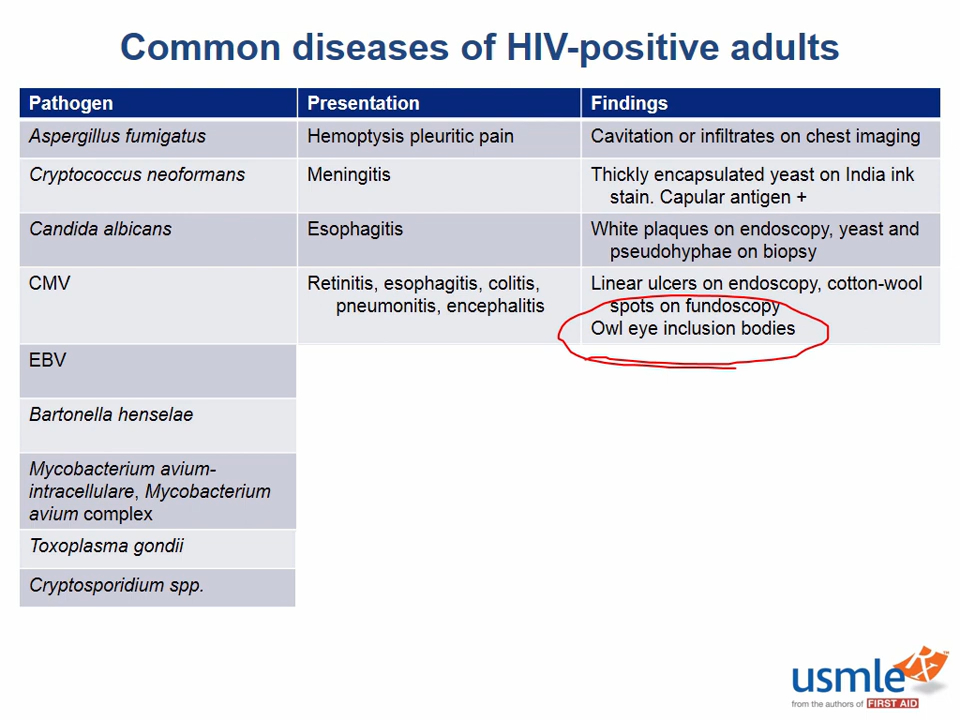 Common diseases of HIV-positive adults
Pathogen Presentation Findings
Aspergillus fumigatus Hemoptysis pleuritic pain Cavitation or infiltrates on chest imaging
Cryptococcus neoformans Meningitis Thickly encapsulated yeast on India ink
stain. Capular antigen +
Candida albicans Esophagitis White plaques on endoscopy, yeast and
pseudohyphae on biopsy
CMV Retinitis, esophagitis, colitis, Linear ulcers on endoscopy, cotton-wool
pneumonitis, encephalitis spots on fundoscopy
Owl eye inclusion bodies
EBV
Bartonella henselae
Mycobacterium avium-
intracellulare, Mycobacterium
avium complex
Toxoplasma gondii
Cryptosporidium spp.
usmle Rx™
from the authors of FIRST AID